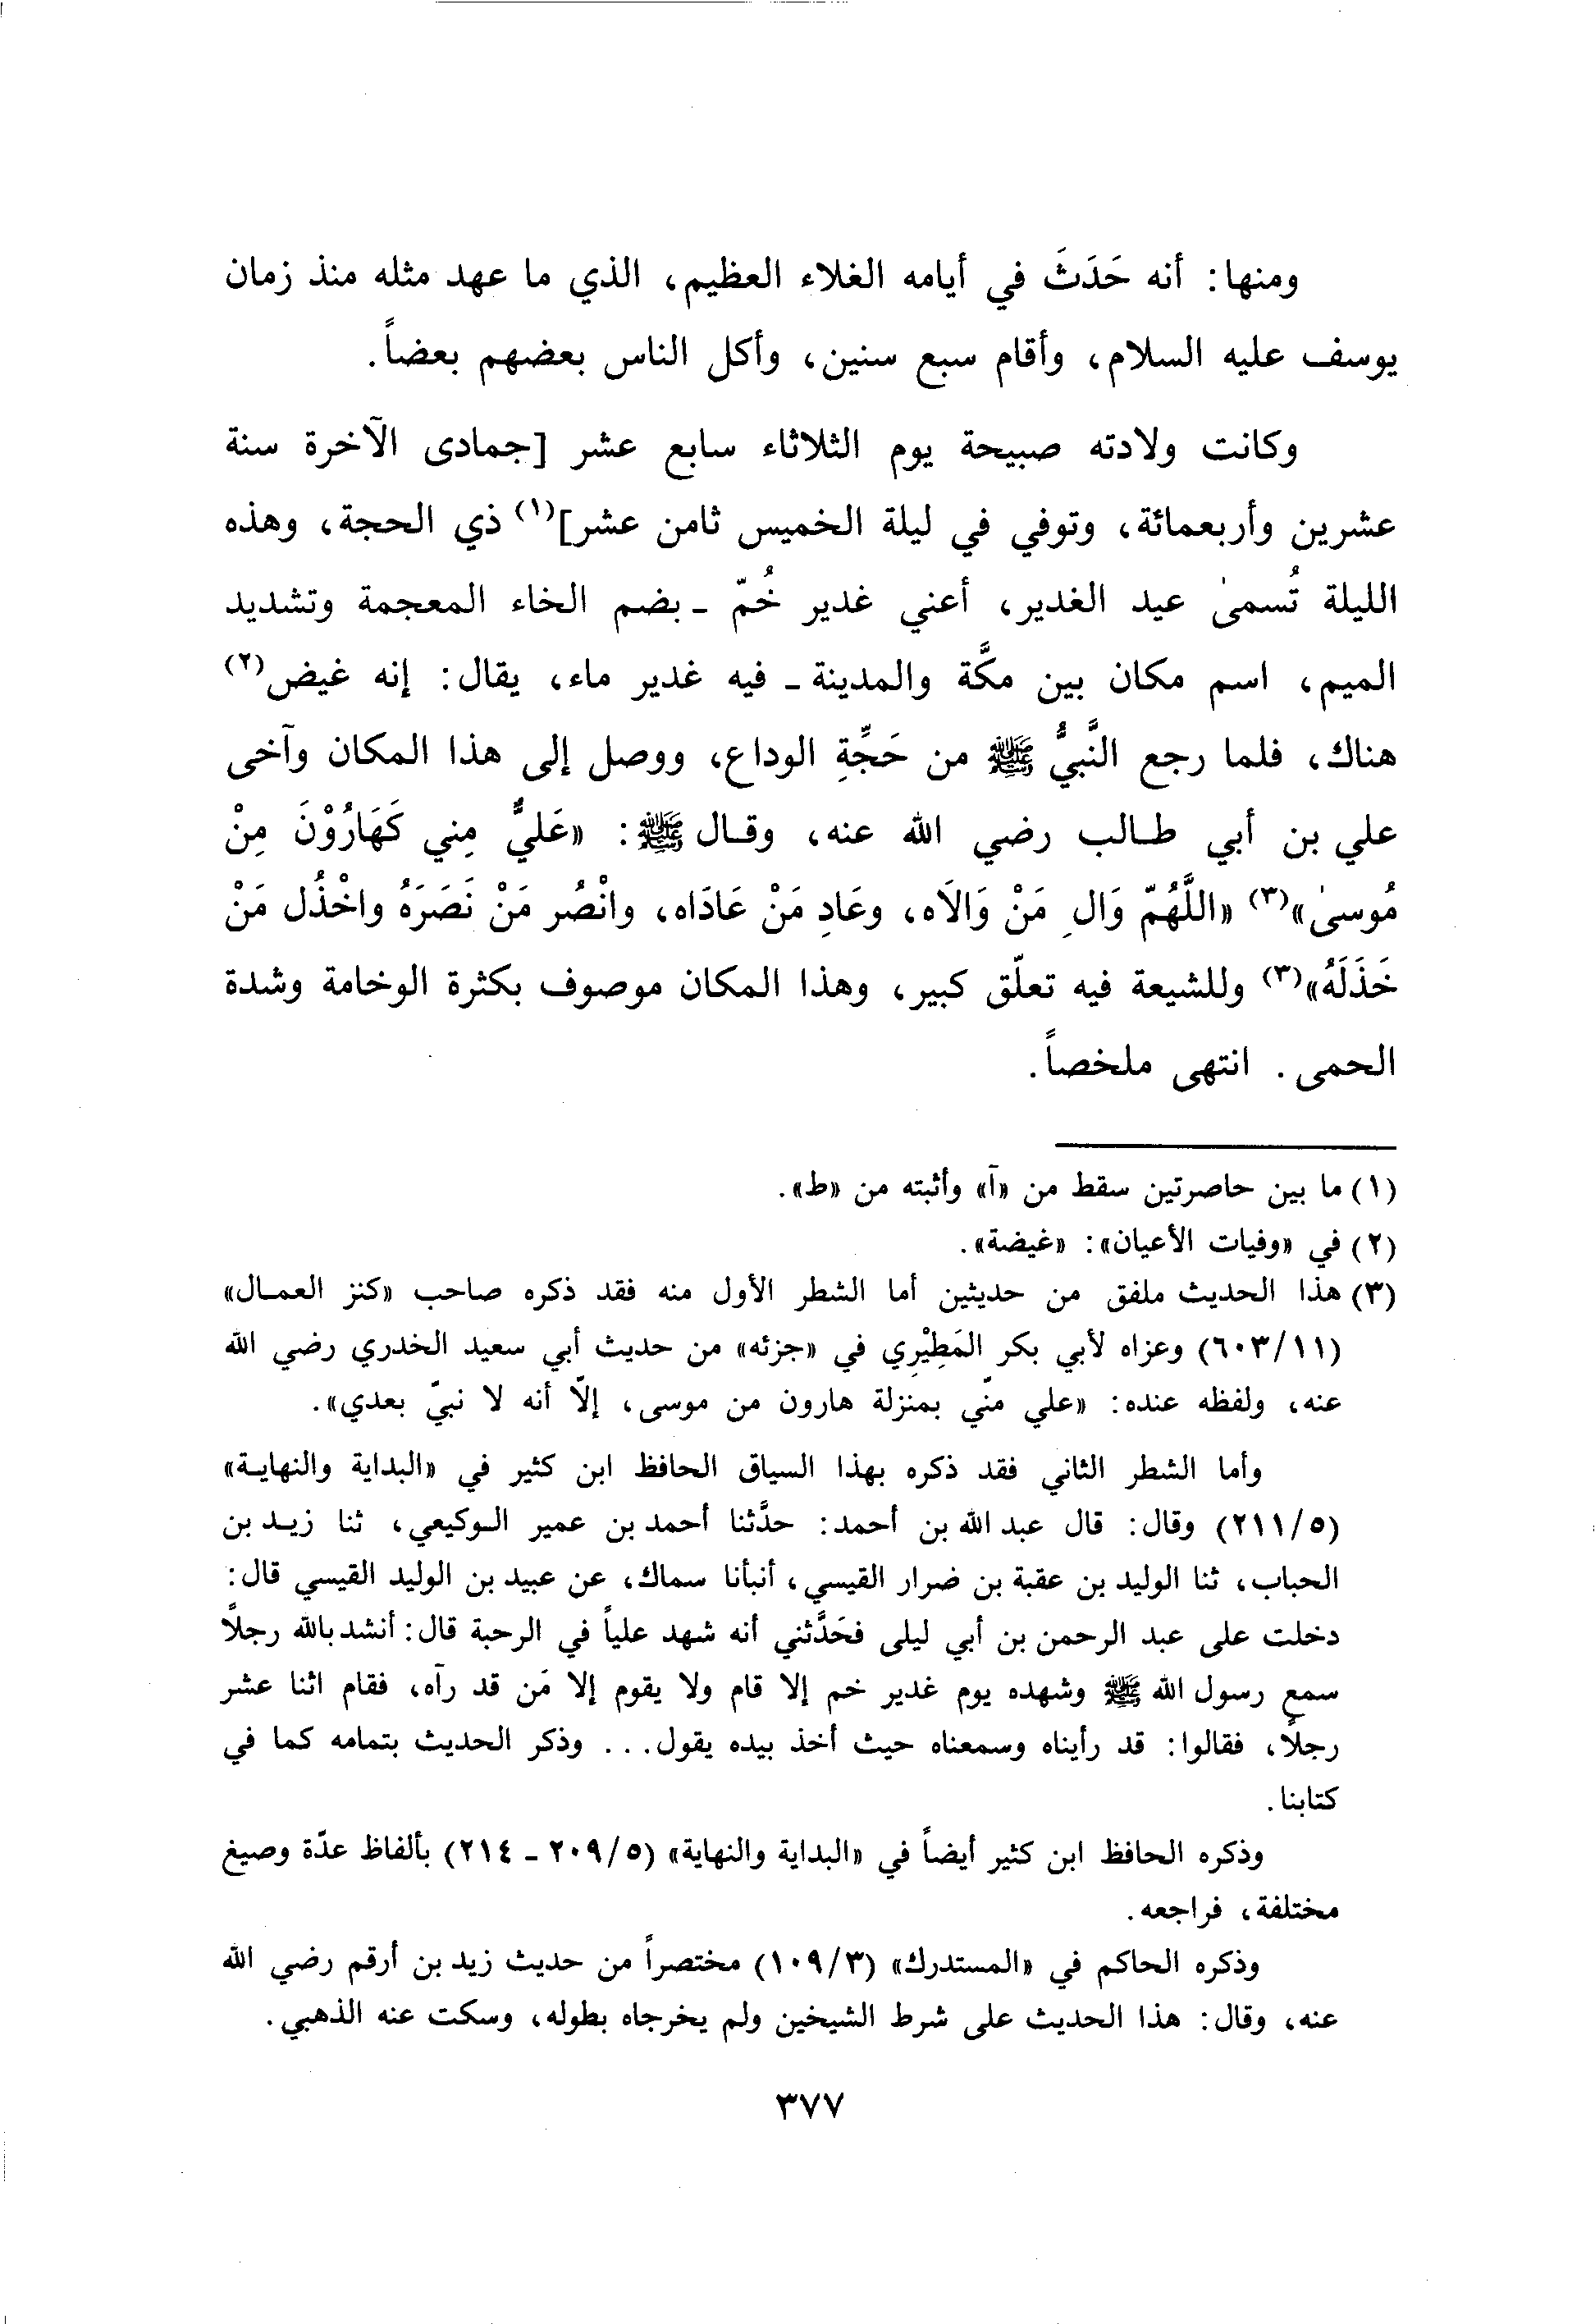 ومنها: أنه حَدَثَ في أيامه الغلاء العظيم، الذي ما عهد مثله منذ زمان
يوسف عليه السلام، وأقام سبع سنين، وأكل الناس بعضهم بعضاً.
وكانت ولادته صبيحة يوم الثلاثاء سابع عشر [جمادى الآخرة سنة
عشرين وأربعمائة، وتوفي في ليلة الخميس ثامن عشر](١) ذي الحجة، وهذه
الليلة تُسمىٰ عيد الغدير، أعني غدير خُمّ ـ بضم الخاء المعجمة وتشديد
الميم، اسم مكان بين مكَّة والمدينة ـ فيه غدير ماء، يقال: إنه غيض(٢)
هناك، فلما رجع النَّبيُّ ﷺ من حَجِّةِ الوداع، ووصل إلى هذا المكان وآخى
علي بن أبي طالب رضي الله عنه، وقال ﷺ: «عَليٌّ مِني كَهَارُوْنَ مِنْ
مُوسىٰ»(٣) «اللَّهُمّ وَالِ مَنْ وَالَاه، وعَادِ مَنْ عَادَاه، وانْصُر مَنْ نَصَرَهُ واخْذُل مَنْ
خَذَلَهُ»(٣) وللشيعة فيه تعلّق كبير، وهذا المكان موصوف بكثرة الوخامة وشدة
الحمى. انتهى ملخصاً.
(١) ما بين حاصرتين سقط من «آ» وأثبته من «ط».
(٢) في «وفيات الأعيان»: «غيضة».
(٣) هذا الحديث ملفق من حديثين أما الشطر الأول منه فقد ذكره صاحب «كنز العمال»
(٦٠٣/١١) وعزاه لأبي بكر المَطِيْرِي في «جزئه» من حديث أبي سعيد الخدري رضي الله
عنه، ولفظه عنده: «علي منّي بمنزلة هارون من موسى، إلّا أنه لا نبيّ بعدي».
وأما الشطر الثاني فقد ذكره بهذا السياق الحافظ ابن كثير في «البداية والنهاية»
(٢١١/٥) وقال: قال عبد الله بن أحمد: حدَّثنا أحمد بن عمير الوكيعي، ثنا زيد بن
الحباب، ثنا الوليد بن عقبة بن ضرار القيسي، أنبأنا سماك، عن عبيد بن الوليد القيسي قال:
دخلت على عبد الرحمن بن أبي ليلى فحَدَّثني أنه شهد علياً في الرحبة قال: أنشد بالله رجلاً
سمع رسول الله ﷺ وشهده يوم غدير خم إلا قام ولا يقوم إلا مَن قد رآه، فقام اثنا عشر
رجلًا، فقالوا: قد رأيناه وسمعناه حيث أخذ بيده يقول... وذكر الحديث بتمامه كما في
كتابنا.
وذكره الحافظ ابن كثير أيضاً في «البداية والنهاية» (٢٠٩/٥ ـ ٢١٤) بألفاظ عدّة وصيغ
مختلفة، فراجعه.
وذكره الحاكم في «المستدرك» (١٠٩/٣) مختصراً من حديث زيد بن أرقم رضي الله
عنه، وقال: هذا الحديث على شرط الشيخين ولم يخرجاه بطوله، وسكت عنه الذهبي.
٣٧٧